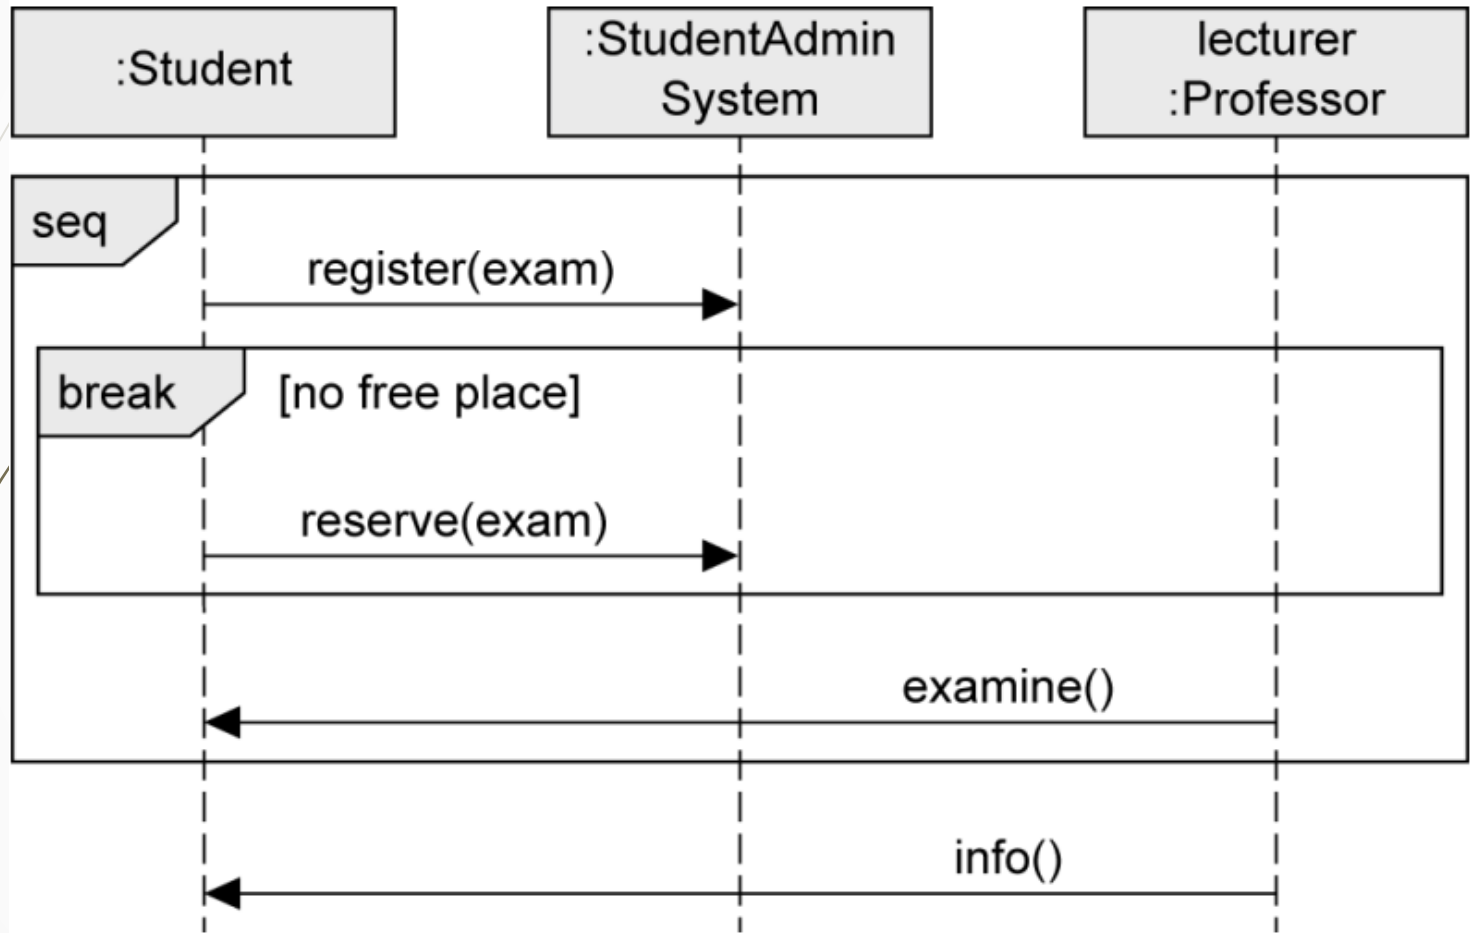 :Student
:StudentAdmin
System
lecturer
:Professor
seq
register(exam)
break
[no free place]
reserve(exam)
examine()
info()